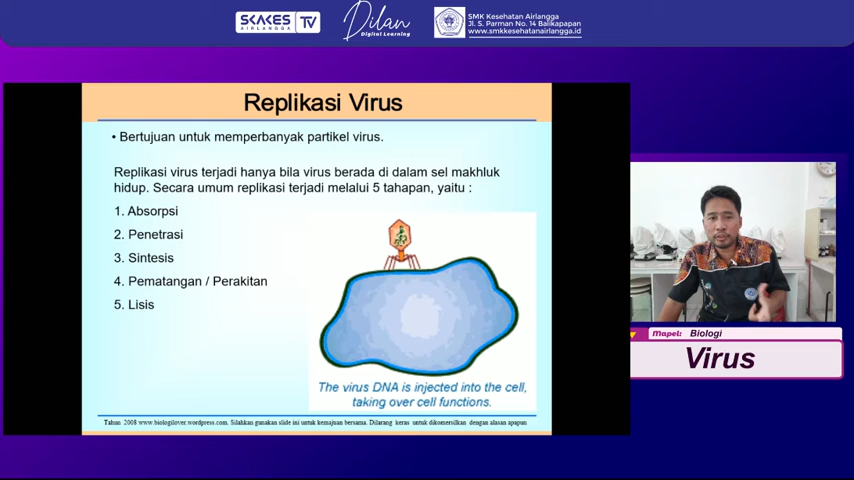 SKAKES TV
AIRLANGGA
Dilan
Digital Learning
SMK Kesehatan Airlangga
Jl. S. Parman No. 14 Balikapapan
www.smkkesehatanairlangga.id
Replikasi Virus
• Bertujuan untuk memperbanyak partikel virus.
Replikasi virus terjadi hanya bila virus berada di dalam sel makhluk
hidup. Secara umum replikasi terjadi melalui 5 tahapan, yaitu :
1. Absorpsi
2. Penetrasi
3. Sintesis
4. Pematangan / Perakitan
5. Lisis
The virus DNA is injected into the cell,
taking over cell functions.
Tahun 2008 www.biologilover.wordpress.com. Silahkan gunakan slide ini untuk kemajuan bersama. Dilarang keras untuk dikomersilkan dengan alasan apapun
Mapel: Biologi
Virus